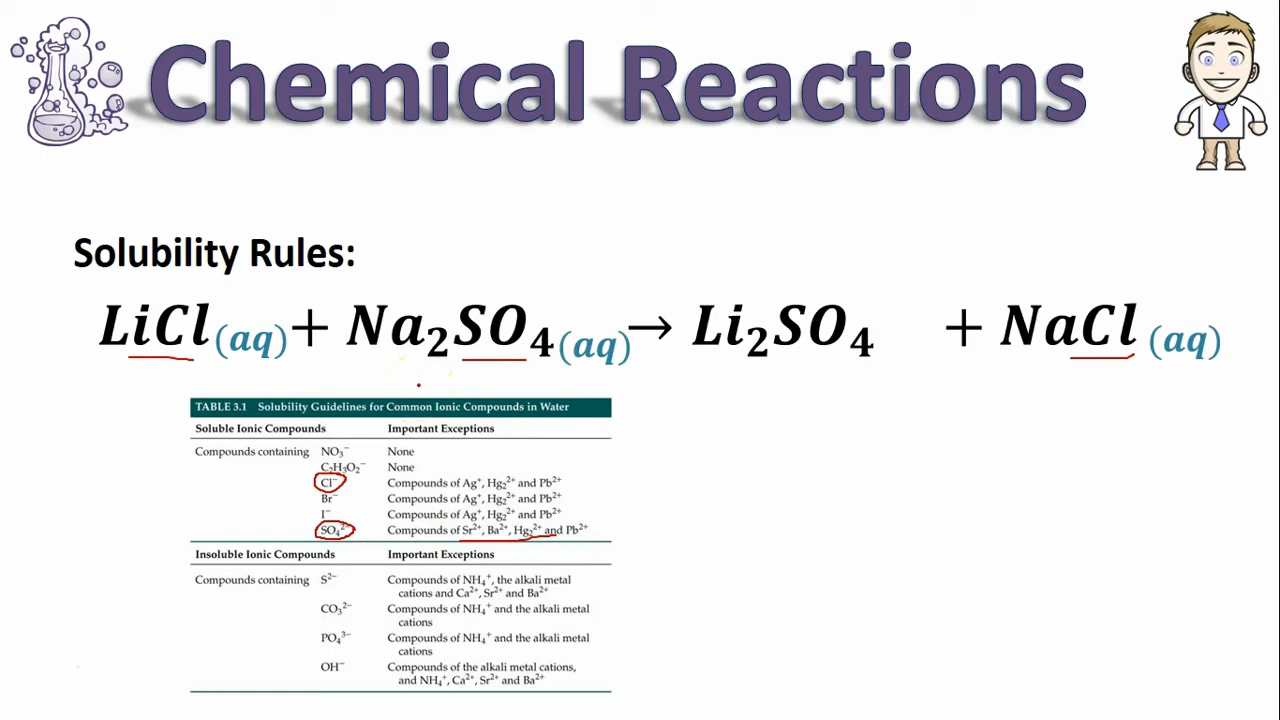 Chemical Reactions
Solubility Rules:
LiCl(aq) + Na₂SO₄(aq) → Li₂SO₄ + NaCl (aq)
TABLE 3.1 Solubility Guidelines for Common Ionic Compounds in Water
Soluble Ionic Compounds Important Exceptions
Compounds containing NO₃⁻ None
C₂H₃O₂⁻ None
Cl⁻ Compounds of Ag⁺, Hg₂²⁺ and Pb²⁺
Br⁻ Compounds of Ag⁺, Hg₂²⁺ and Pb²⁺
I⁻ Compounds of Ag⁺, Hg₂²⁺ and Pb²⁺
SO₄²⁻ Compounds of Sr²⁺, Ba²⁺, Hg₂²⁺ and Pb²⁺
Insoluble Ionic Compounds Important Exceptions
Compounds containing S²⁻ Compounds of NH₄⁺, the alkali metal
cations and Ca²⁺, Sr²⁺ and Ba²⁺
CO₃²⁻ Compounds of NH₄⁺ and the alkali metal
cations
PO₄³⁻ Compounds of NH₄⁺ and the alkali metal
cations
OH⁻ Compounds of the alkali metal cations,
and NH₄⁺, Ca²⁺, Sr²⁺ and Ba²⁺